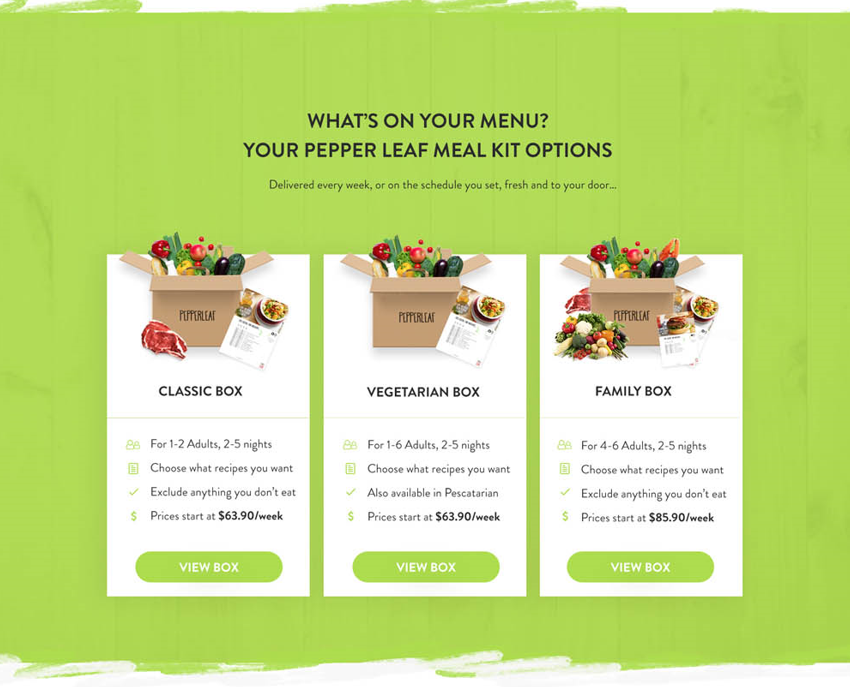 WHAT'S ON YOUR MENU?
YOUR PEPPER LEAF MEAL KIT OPTIONS
Delivered every week, or on the schedule you set, fresh and to your door...
PEPPERLEAF
CLASSIC BOX
For 1-2 Adults, 2-5 nights
Choose what recipes you want
Exclude anything you don't eat
$ Prices start at $63.90/week
VIEW BOX
PEPPERLEAF
VEGETARIAN BOX
For 1-6 Adults, 2-5 nights
Choose what recipes you want
Also available in Pescatarian
$ Prices start at $63.90/week
VIEW BOX
PEPPERLEAF
FAMILY BOX
For 4-6 Adults, 2-5 nights
Choose what recipes you want
Exclude anything you don't eat
$ Prices start at $85.90/week
VIEW BOX